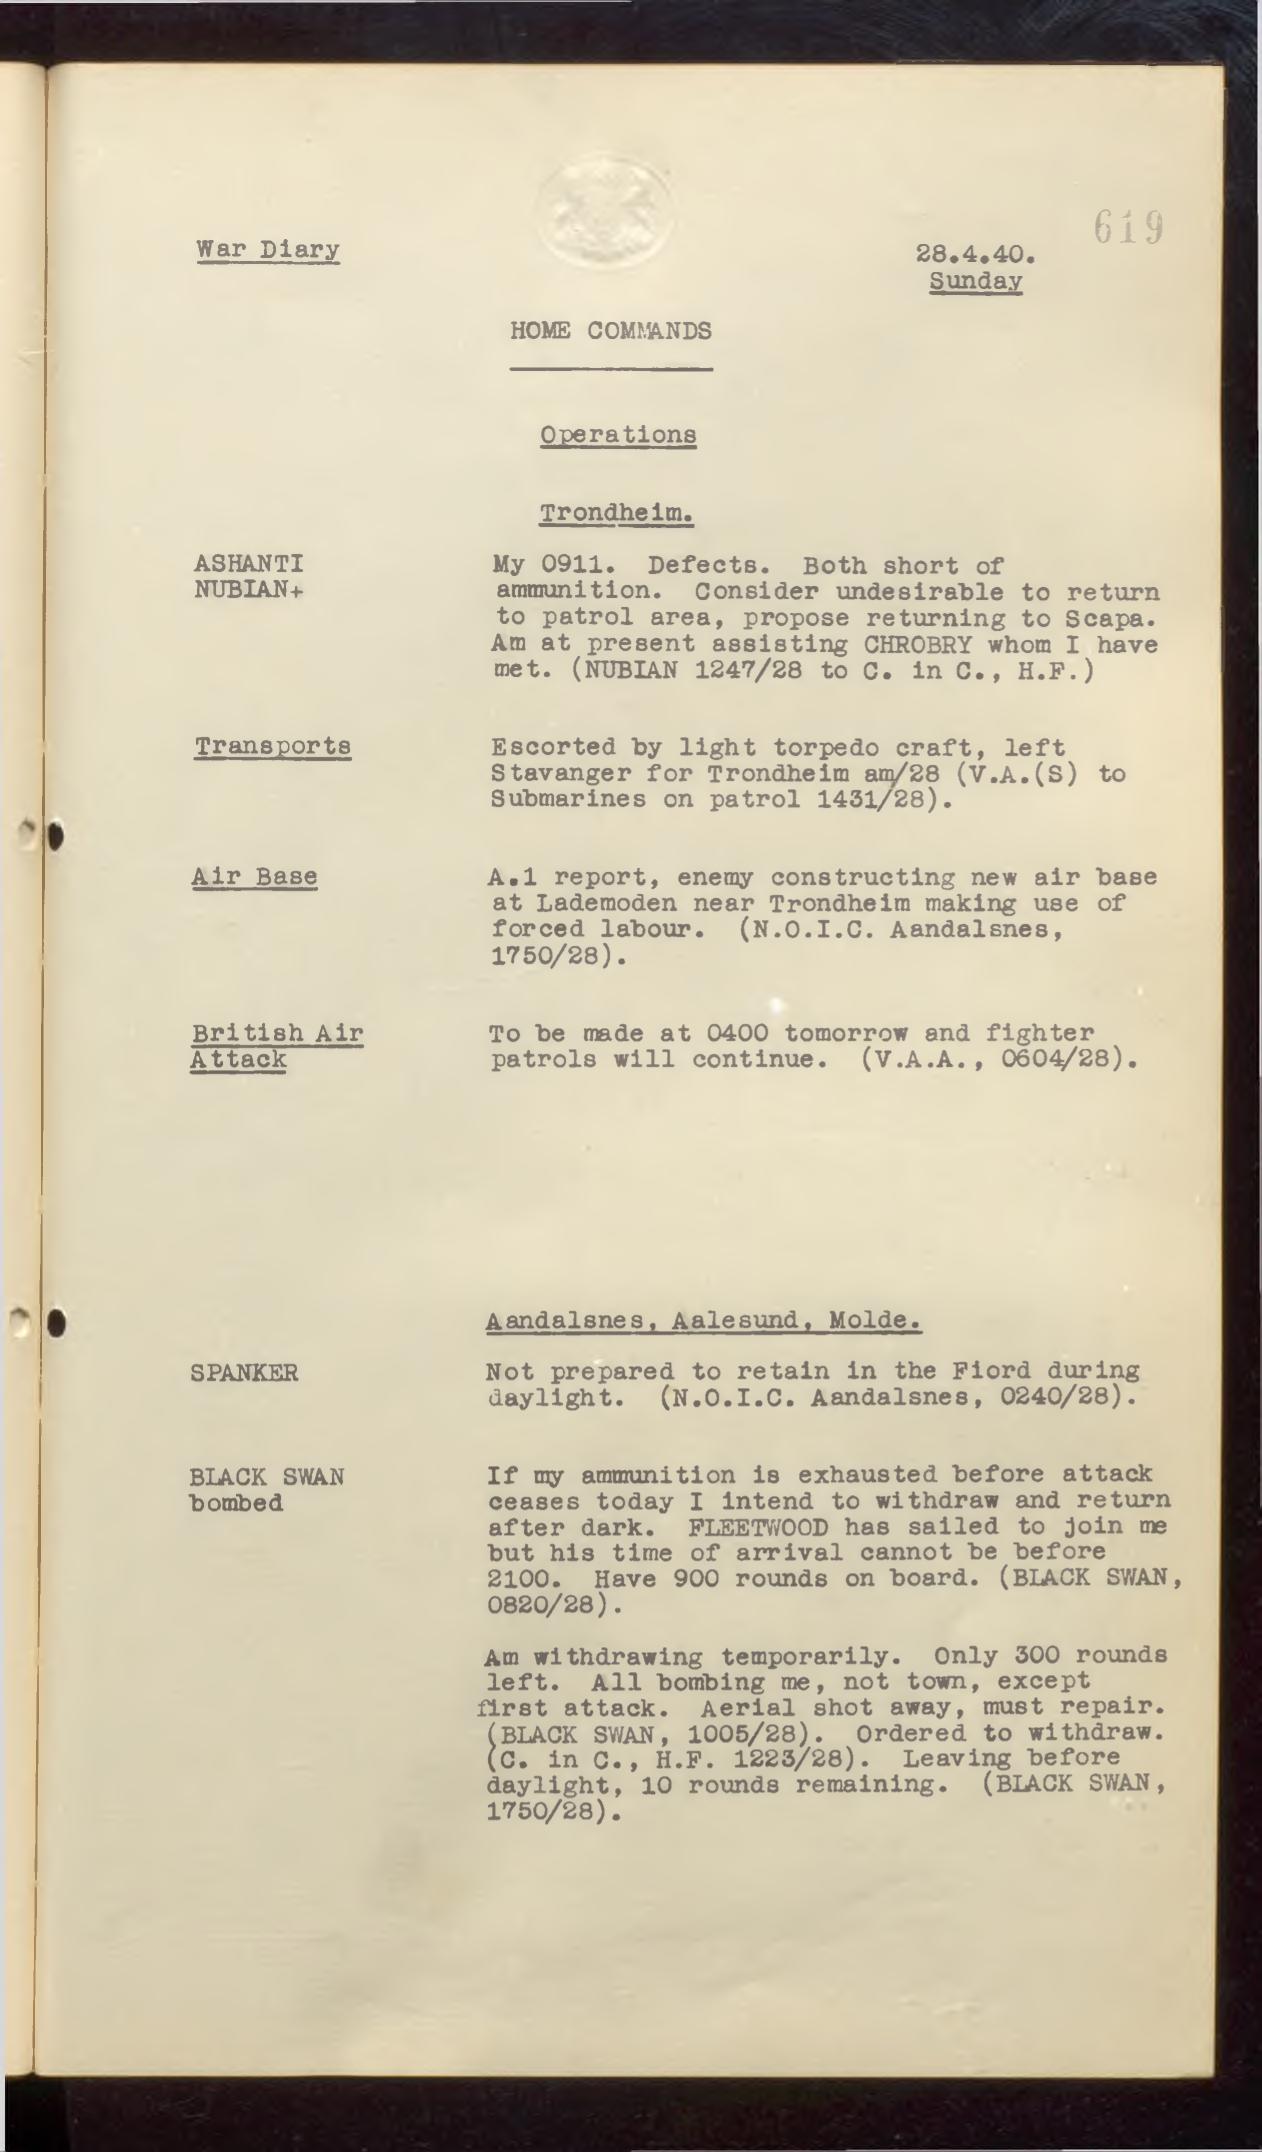 619
War Diary
28.4.40.
Sunday
HOME COMMANDS
Operations
Trondheim.
ASHANTI
NUBIAN+
My 0911. Defects. Both short of
ammunition. Consider undesirable to return
to patrol area, propose returning to Scapa.
Am at present assisting CHROBRY whom I have
met. (NUBIAN 1247/28 to C. in C., H.F.)
Transports
Escorted by light torpedo craft, left
Stavanger for Trondheim am/28 (V.A.(S) to
Submarines on patrol 1431/28).
Air Base
A.1 report, enemy constructing new air base
at Lademoden near Trondheim making use of
forced labour. (N.O.I.C. Aandalsnes,
1750/28).
British Air
Attack
To be made at 0400 tomorrow and fighter
patrols will continue. (V.A.A., 0604/28).
Aandalsnes, Aalesund, Molde.
SPANKER
Not prepared to retain in the Fiord during
daylight. (N.O.I.C. Aandalsnes, 0240/28).
BLACK SWAN
bombed
If my ammunition is exhausted before attack
ceases today I intend to withdraw and return
after dark. FLEETWOOD has sailed to join me
but his time of arrival cannot be before
2100. Have 900 rounds on board. (BLACK SWAN,
0820/28).
Am withdrawing temporarily. Only 300 rounds
left. All bombing me, not town, except
first attack. Aerial shot away, must repair.
(BLACK SWAN, 1005/28). Ordered to withdraw.
(C. in C., H.F. 1223/28). Leaving before
daylight, 10 rounds remaining. (BLACK SWAN,
1750/28).